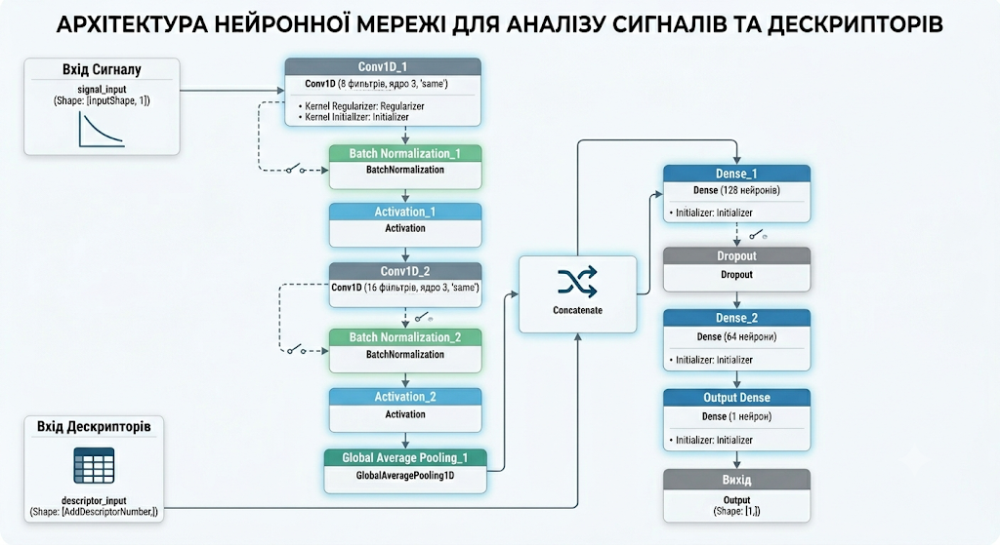 АРХІТЕКТУРА НЕЙРОННОЇ МЕРЕЖІ ДЛЯ АНАЛІЗУ СИГНАЛІВ ТА ДЕСКРИПТОРІВ
Вхід Сигналу
signal_input
(Shape: [inputShape, 1])
Conv1D_1
Conv1D (8 фильтрів, ядро 3, 'same')
• Kernel Regularizer: Regularizer
• Kernel Initializer: Initializer
Batch Normalization_1
BatchNormalization
Activation_1
Activation
Conv1D_2
Conv1D (16 фільтрів, ядро 3, 'same')
Batch Normalization_2
BatchNormalization
Activation_2
Activation
Global Average Pooling_1
GlobalAveragePooling1D
Вхід Дескрипторів
descriptor_input
(Shape: [AddDescriptorNumber,])
Concatenate
Dense_1
Dense (128 нейронів)
• Initializer: Initializer
Dropout
Dropout
Dense_2
Dense (64 нейрони)
• Initializer: Initializer
Output Dense
Dense (1 нейрон)
• Initializer: Initializer
Вихід
Output
(Shape: [1,])